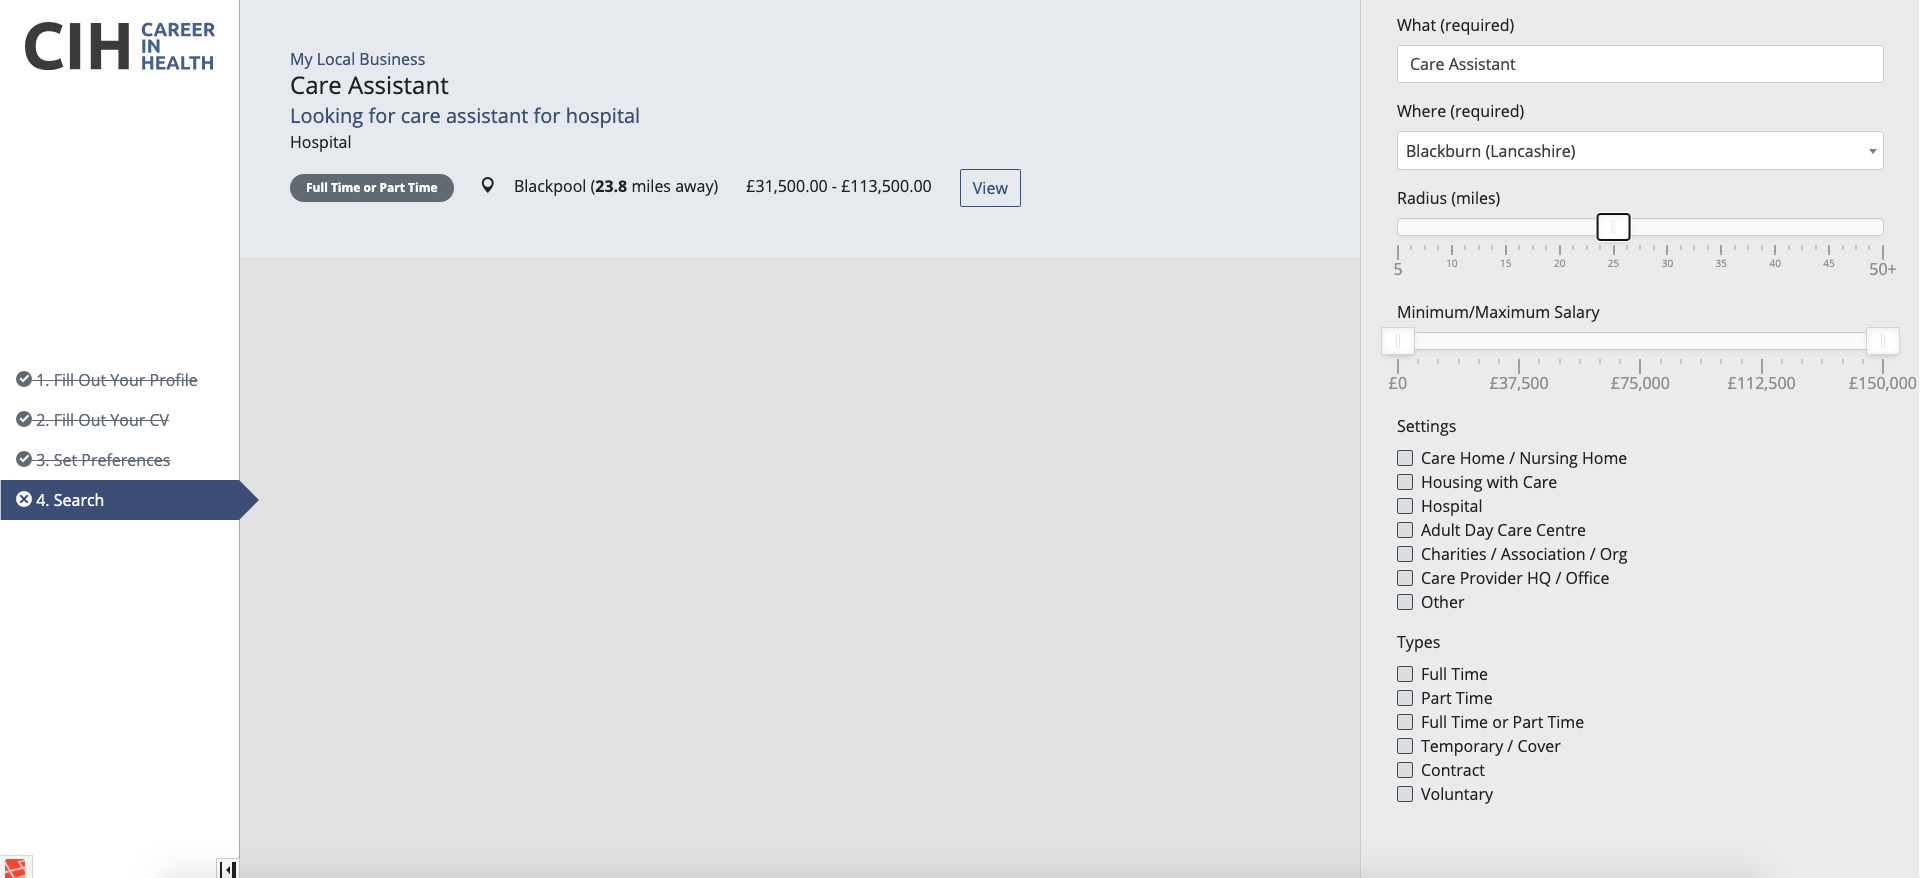 CIH CAREER
IN
HEALTH
1. Fill Out Your Profile
2. Fill Out Your CV
3. Set Preferences
4. Search
My Local Business
Care Assistant
Looking for care assistant for hospital
Hospital
Full Time or Part Time
Blackpool (23.8 miles away)
£31,500.00 - £113,500.00
View
What (required)
Care Assistant
Where (required)
Blackburn (Lancashire)
Radius (miles)
5 10 15 20 25 30 35 40 45 50+
Minimum/Maximum Salary
£0 £37,500 £75,000 £112,500 £150,000
Settings
Care Home / Nursing Home
Housing with Care
Hospital
Adult Day Care Centre
Charities / Association / Org
Care Provider HQ / Office
Other
Types
Full Time
Part Time
Full Time or Part Time
Temporary / Cover
Contract
Voluntary